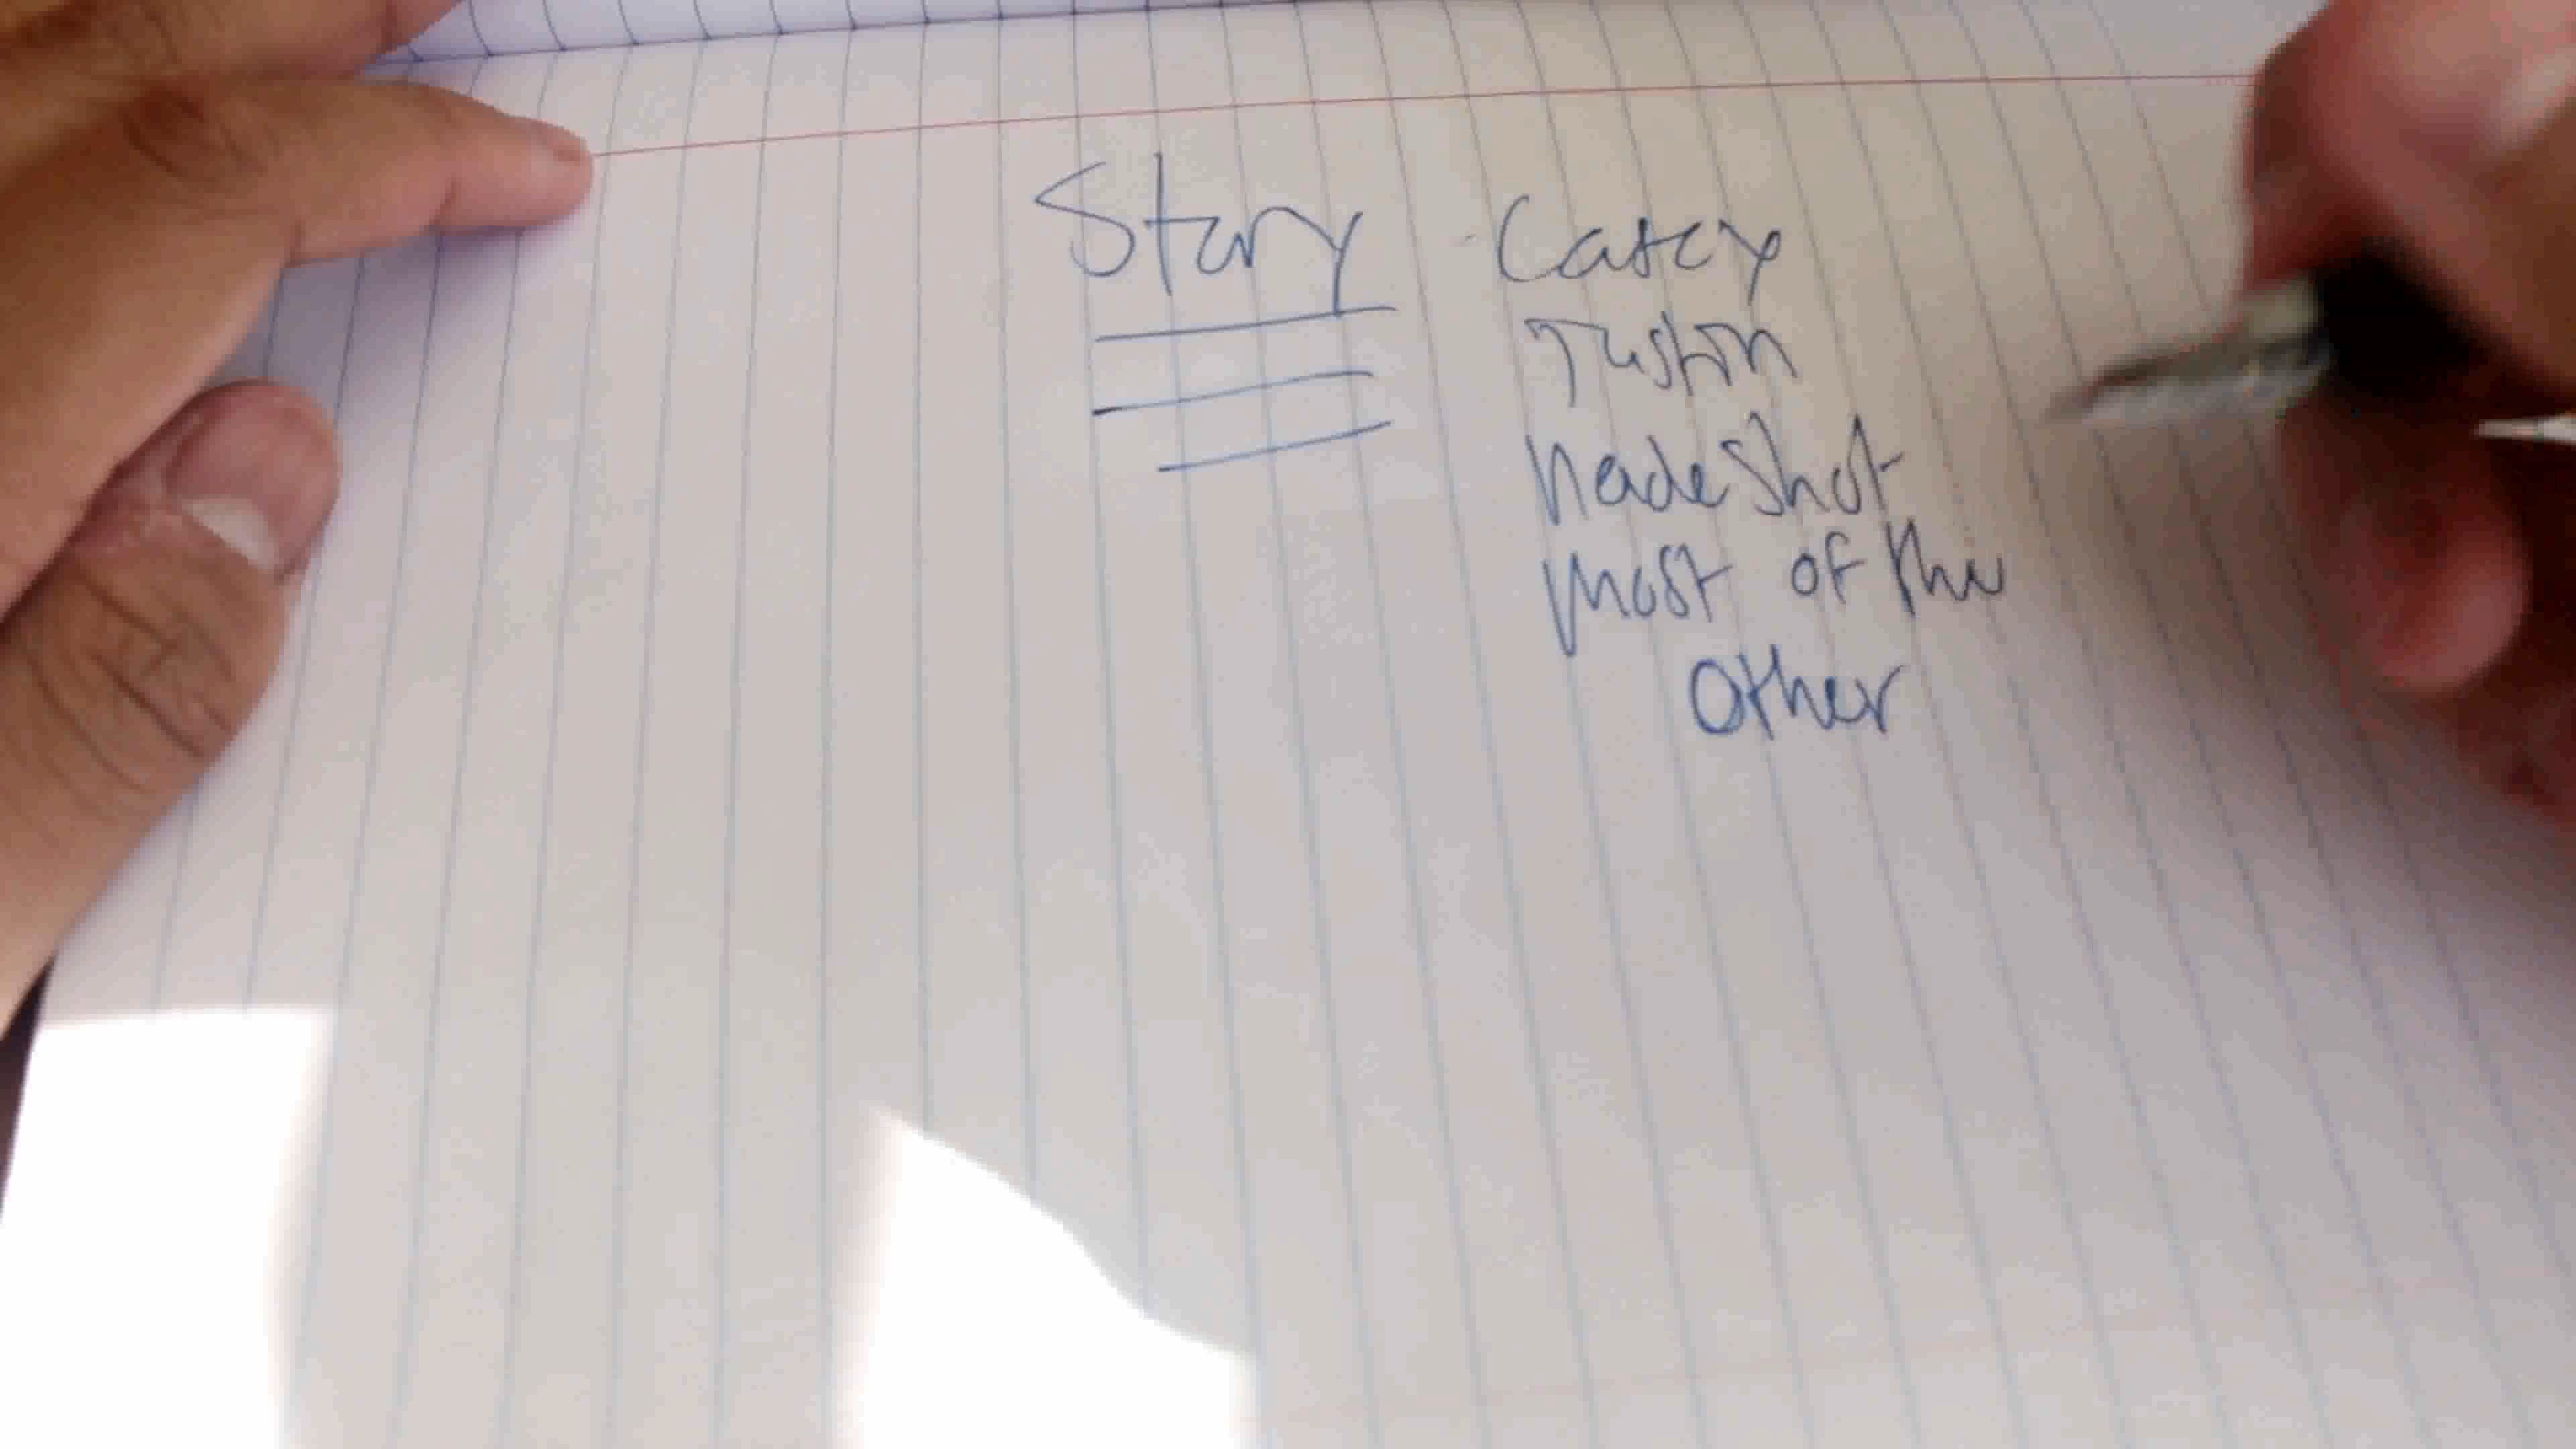 Story Casey
Justin
NadeShot
Most of the
Other